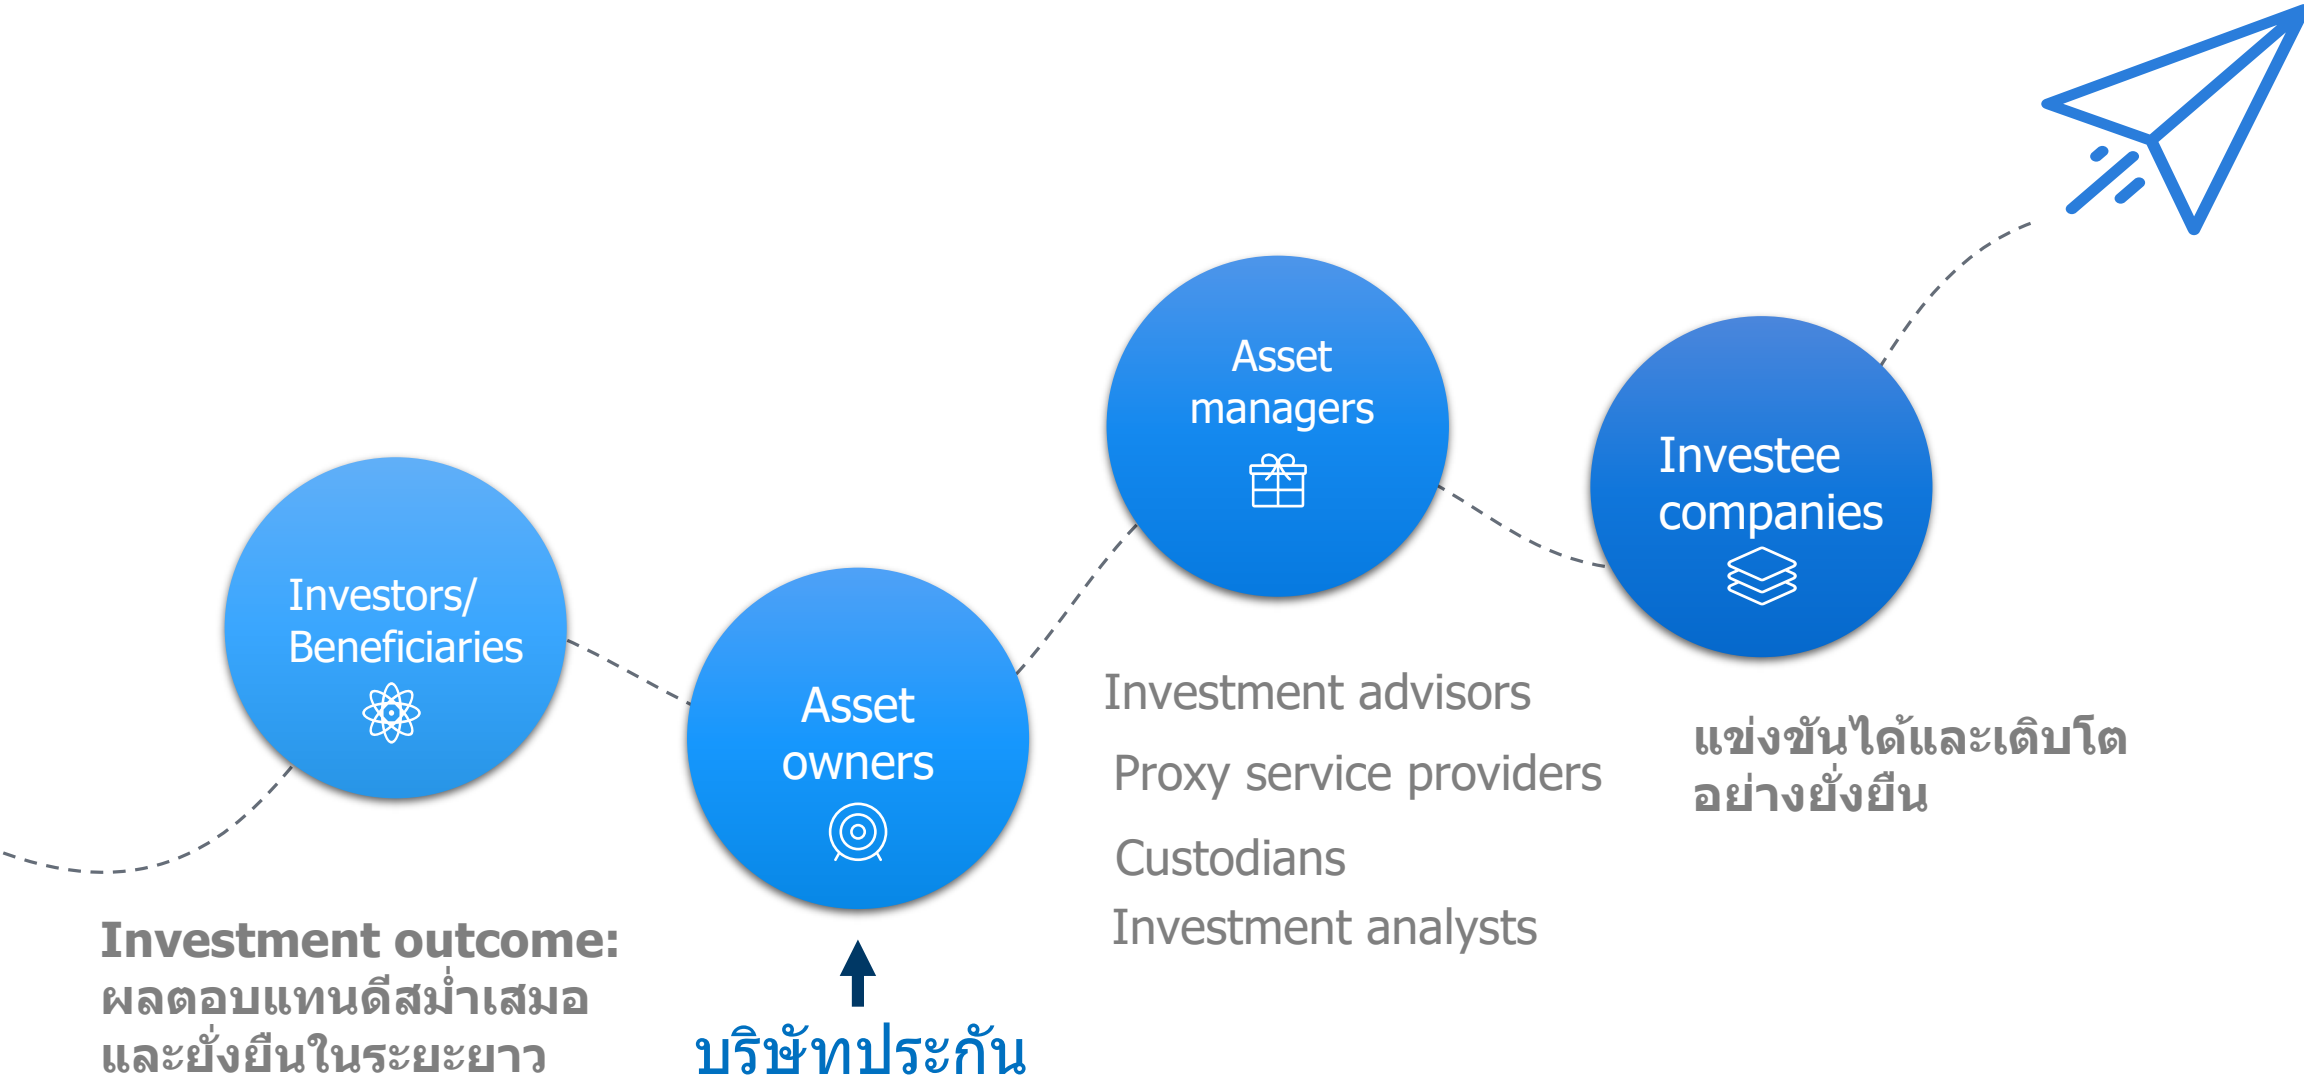 Asset
managers
Investee
companies
Investors/
Beneficiaries
Asset
owners
Investment advisors
Proxy service providers
Custodians
Investment analysts
แข่งขันได้และเติบโต
อย่างยั่งยืน
Investment outcome:
ผลตอบแทนดีสม่ำเสมอ
และยั่งยืนในระยะยาว
บริษัทประกัน